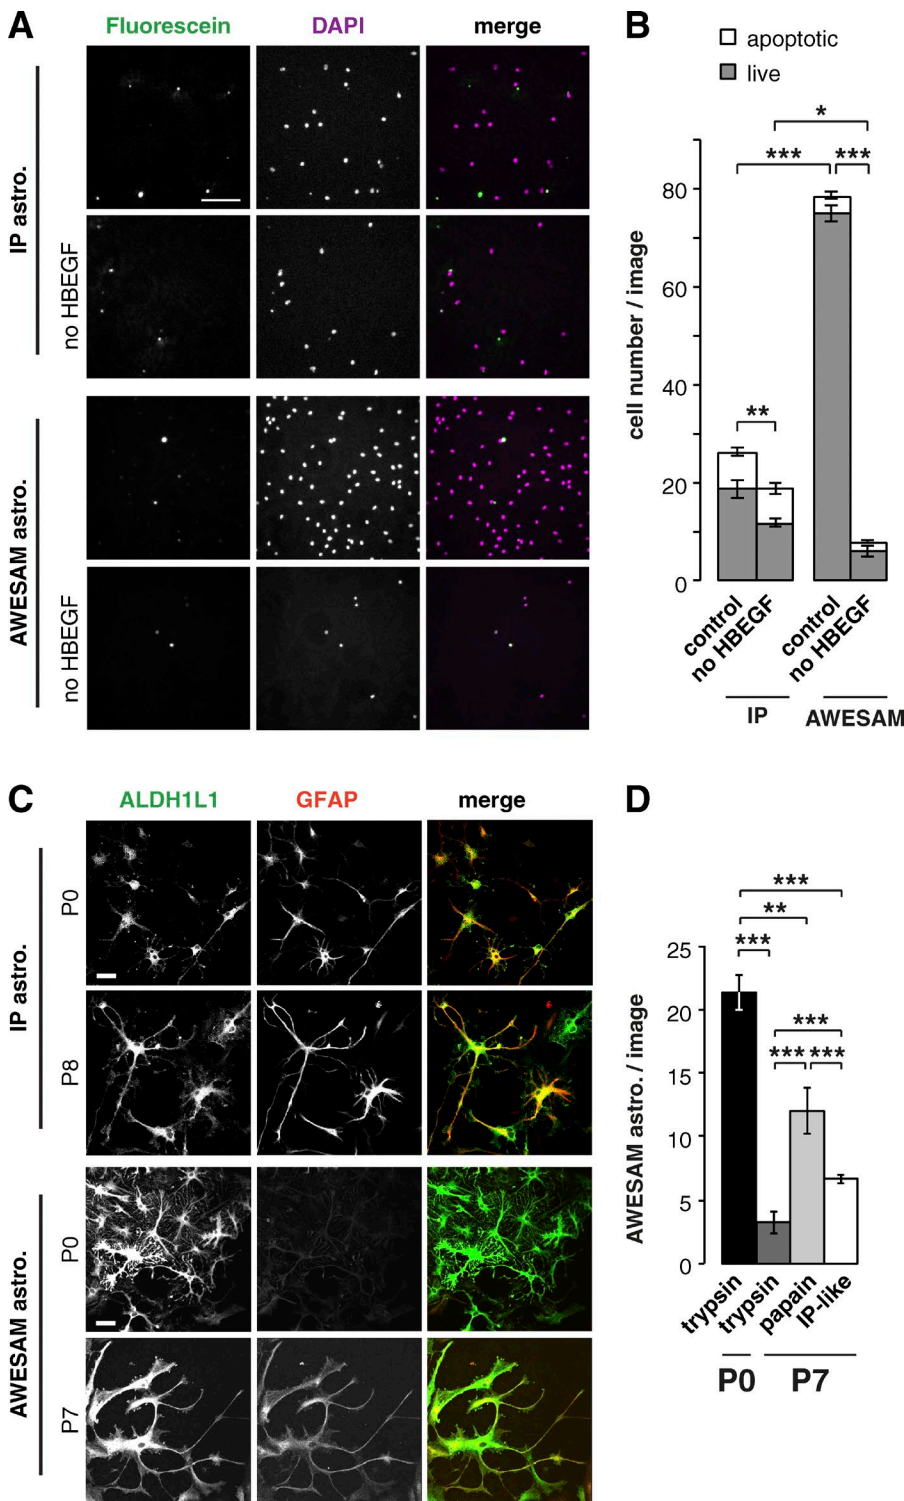 A
Fluorescein DAPI merge
IP astro.
no HBEGF
AWESAM astro.
no HBEGF
B
apoptotic
live
*
*** ***
**
cell number / image
80
60
40
20
0
control
no HBEGF
control
no HBEGF
IP
AWESAM
C
ALDH1L1 GFAP merge
IP astro.
P0
P8
AWESAM astro.
P0
P7
D
***
**
***
***
*** ***
AWESAM astro. / image
25
20
15
10
5
0
trypsin
trypsin
papain
IP-like
P0 P7